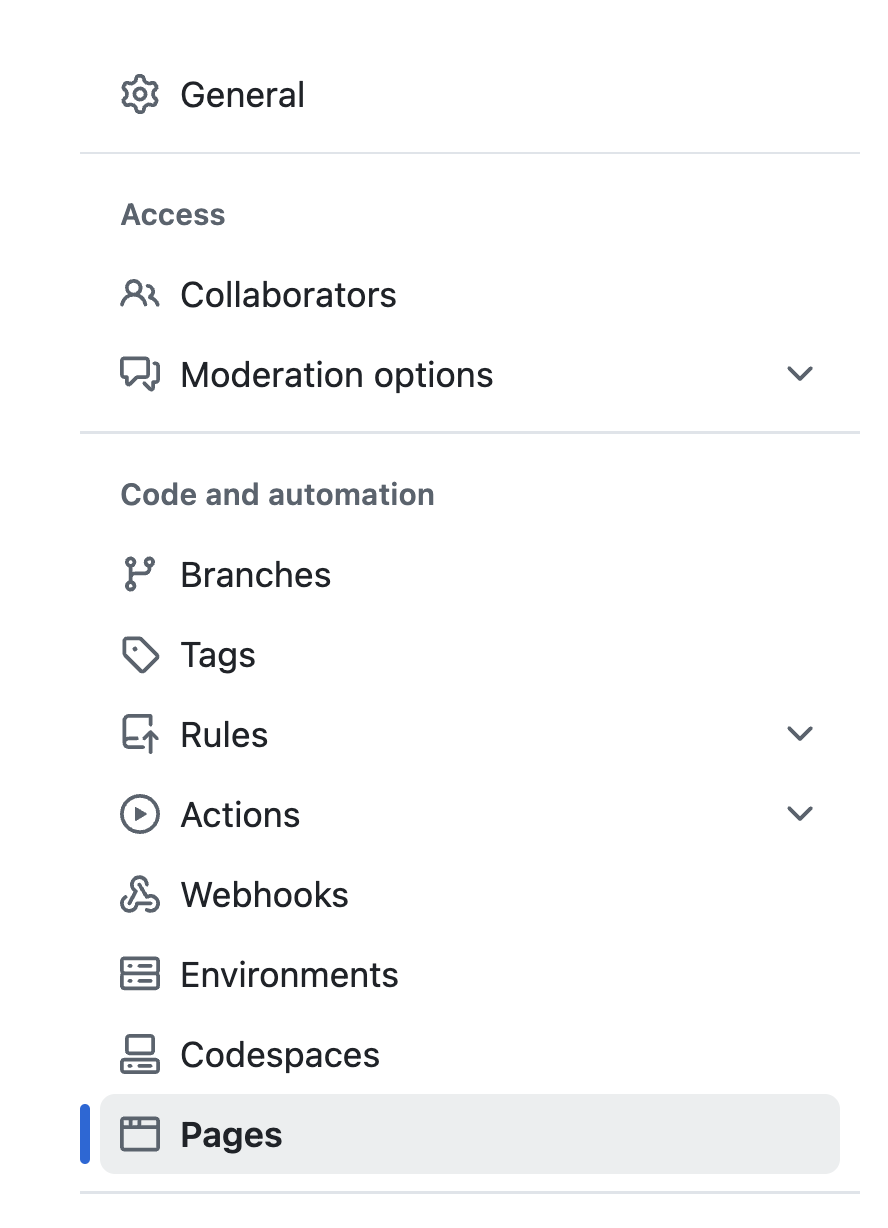 General
Access
Collaborators
Moderation options
Code and automation
Branches
Tags
Rules
Actions
Webhooks
Environments
Codespaces
Pages